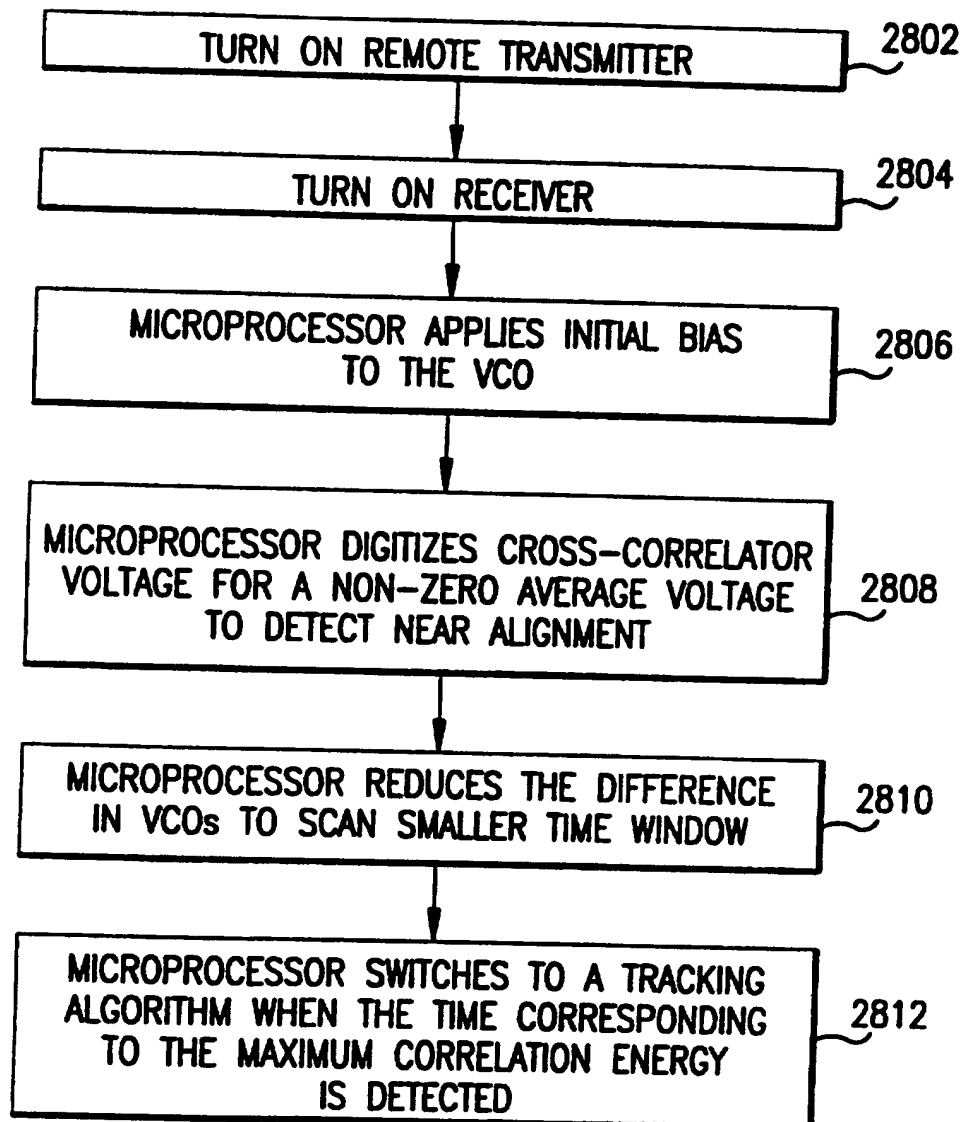 TURN ON REMOTE TRANSMITTER
2802
TURN ON RECEIVER
2804
MICROPROCESSOR APPLIES INITIAL BIAS
TO THE VCO
2806
MICROPROCESSOR DIGITIZES CROSS-CORRELATOR
VOLTAGE FOR A NON-ZERO AVERAGE VOLTAGE
TO DETECT NEAR ALIGNMENT
2808
MICROPROCESSOR REDUCES THE DIFFERENCE
IN VCOs TO SCAN SMALLER TIME WINDOW
2810
MICROPROCESSOR SWITCHES TO A TRACKING
ALGORITHM WHEN THE TIME CORRESPONDING
TO THE MAXIMUM CORRELATION ENERGY
IS DETECTED
2812